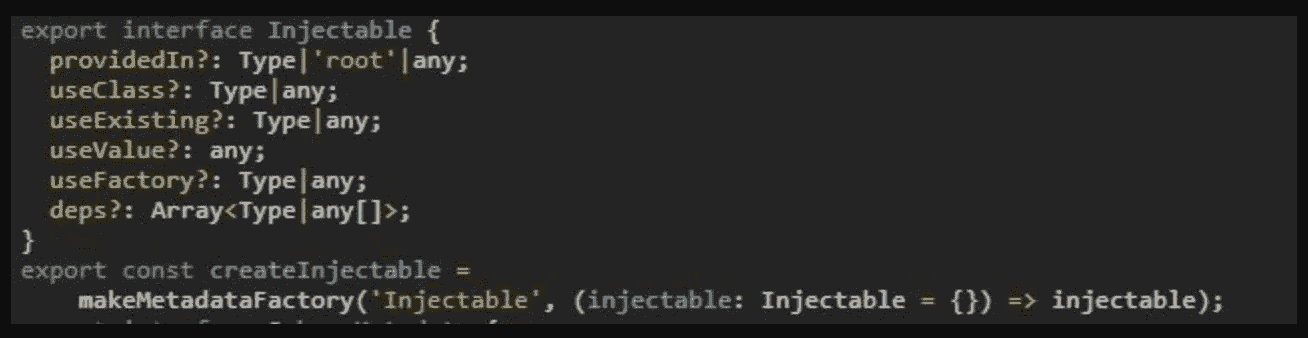 export interface Injectable {
  providedIn?: Type|'root'|any;
  useClass?: Type|any;
  useExisting?: Type|any;
  useValue?: any;
  useFactory?: Type|any;
  deps?: Array<Type|any[]>;
}
export const createInjectable =
    makeMetadataFactory('Injectable', (injectable: Injectable = {}) => injectable);